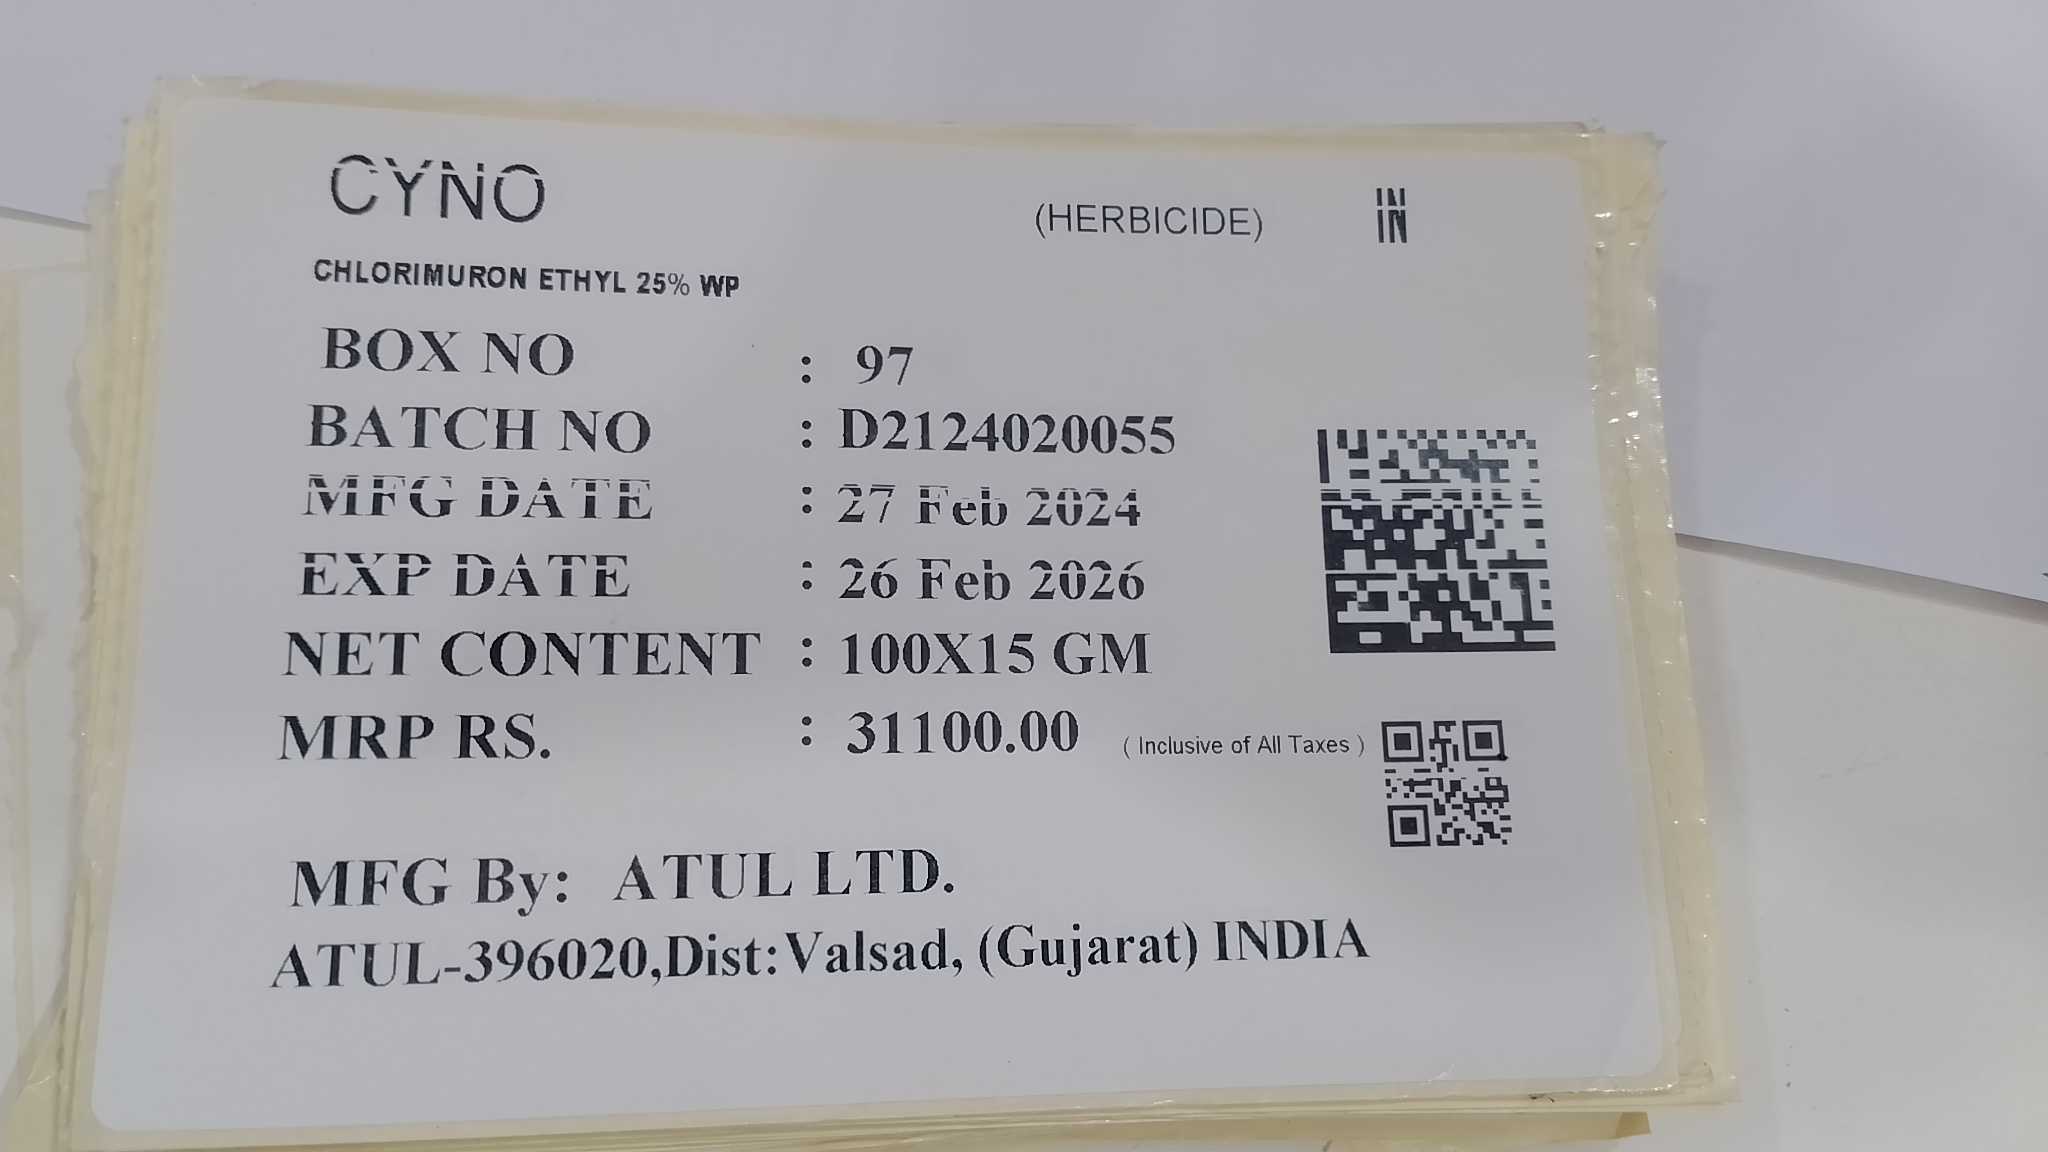 CYNO (HERBICIDE) IN
CHLORIMURON ETHYL 25% WP
BOX NO : 97
BATCH NO : D2124020055
MFG DATE : 27 Feb 2024
EXP DATE : 26 Feb 2026
NET CONTENT : 100X15 GM
MRP RS. : 31100.00 ( Inclusive of All Taxes )
MFG By: ATUL LTD.
ATUL-396020,Dist:Valsad, (Gujarat) INDIA